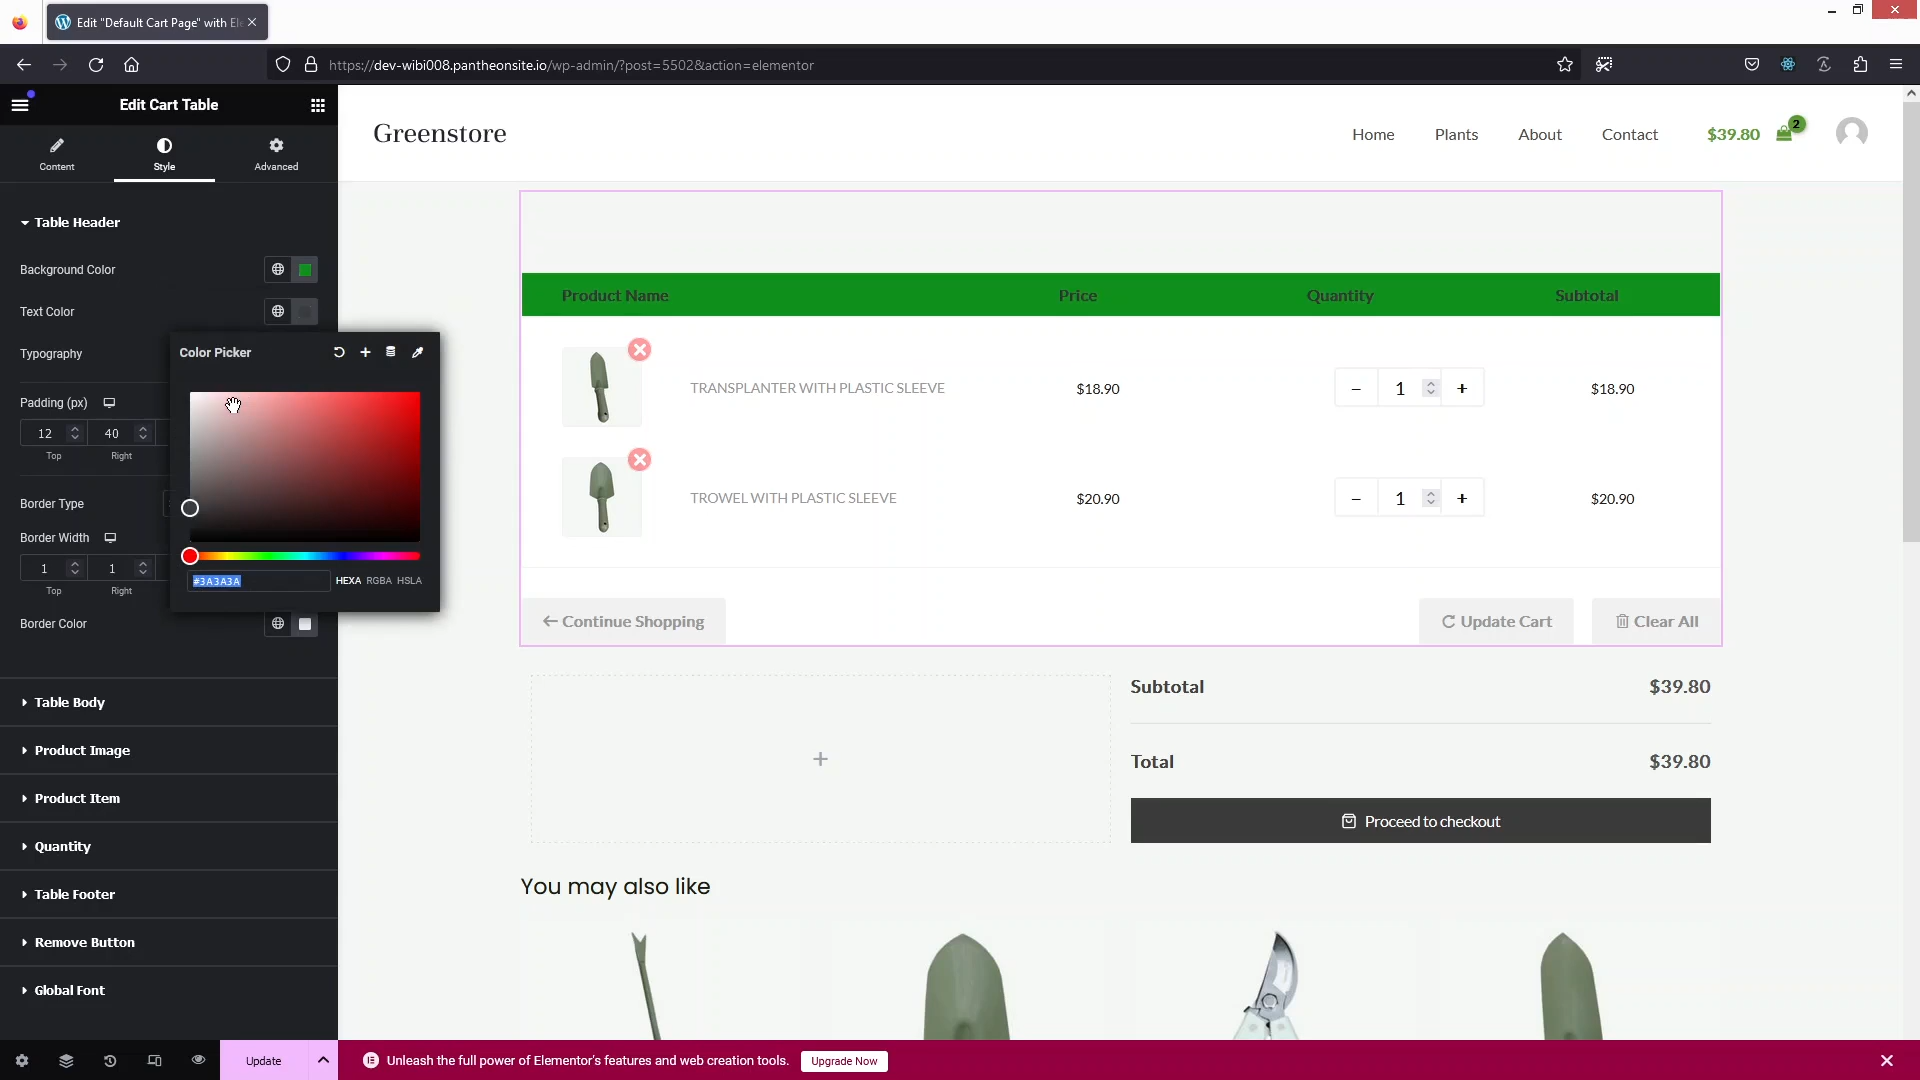 Edit "Default Cart Page" with El
https://dev-wibi008.pantheonsite.io/wp-admin/?post=5502&action=elementor
Edit Cart Table
Content
Style
Advanced
Table Header
Background Color
Text Color
Typography
Padding (px)
12
40
Top
Right
Border Type
Border Width
1
1
Top
Right
Border Color
Color Picker
#3A3A3A
HEXA RGBA HSLA
Table Body
Product Image
Product Item
Quantity
Table Footer
Remove Button
Global Font
Update
Greenstore
Home
Plants
About
Contact
$39.80
2
Product Name
Price
Quantity
Subtotal
TRANSPLANTER WITH PLASTIC SLEEVE
$18.90
− 1 +
$18.90
TROWEL WITH PLASTIC SLEEVE
$20.90
− 1 +
$20.90
Continue Shopping
Update Cart
Clear All
Subtotal
$39.80
Total
$39.80
Proceed to checkout
You may also like
Unleash the full power of Elementor's features and web creation tools.
Upgrade Now